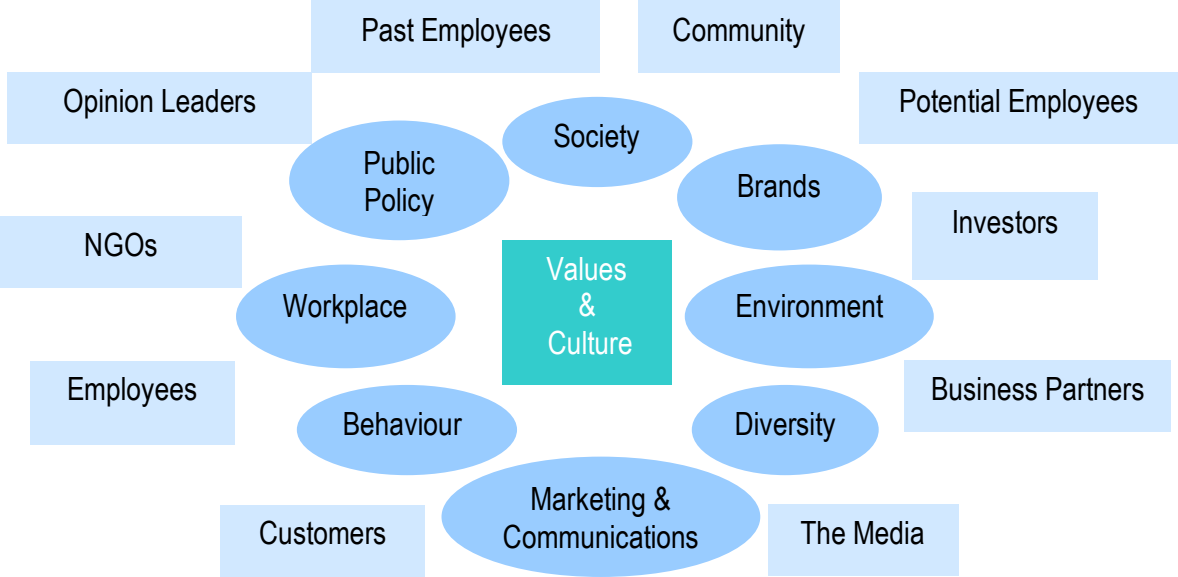 Past Employees
Community
Opinion Leaders
Potential Employees
Society
Public
Policy
Brands
Investors
NGOs
Values
&
Culture
Workplace
Environment
Employees
Business Partners
Behaviour
Diversity
Marketing &
Communications
Customers
The Media